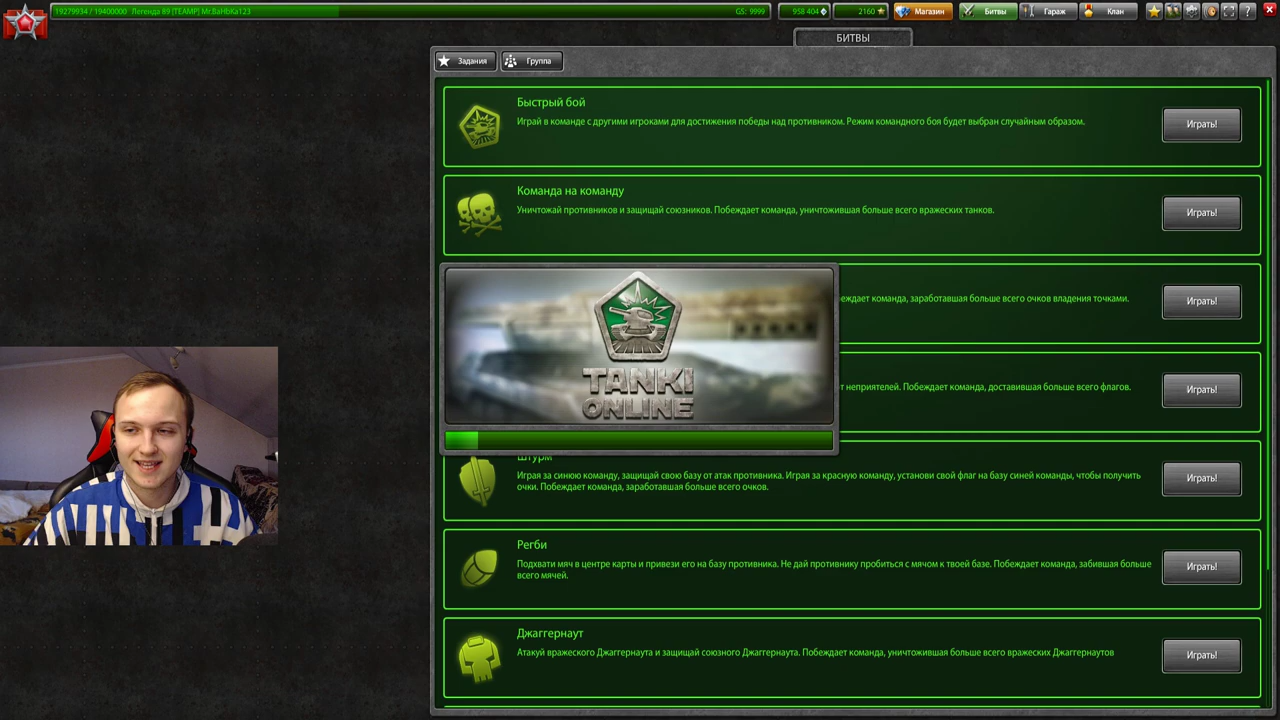 19279934 / 19400000 Легенда 89 [TEAMP] Mr.BaHbKa123
GS: 9999
958 404
2160
Магазин
Битвы
Гараж
Клан
?
БИТВЫ
Задания
Группа
Быстрый бой
Играй в команде с другими игроками для достижения победы над противником. Режим командного боя будет выбран случайным образом.
Играть!
Команда на команду
Уничтожай противников и защищай союзников. Побеждает команда, уничтожившая больше всего вражеских танков.
Играть!
еждает команда, заработавшая больше всего очков владения точками.
Играть!
TANKI
ONLINE
т неприятелей. Побеждает команда, доставившая больше всего флагов.
Играть!
Штурм
Играя за синюю команду, защищай свою базу от атак противника. Играя за красную команду, установи свой флаг на базу синей команды, чтобы получить
очки. Побеждает команда, заработавшая больше всего очков.
Играть!
Регби
Подхвати мяч в центре карты и привези его на базу противника. Не дай противнику пробиться с мячом к твоей базе. Побеждает команда, забившая больше
всего мячей.
Играть!
Джаггернаут
Атакуй вражеского Джаггернаута и защищай союзного Джаггернаута. Побеждает команда, уничтожившая больше всего вражеских Джаггернаутов
Играть!